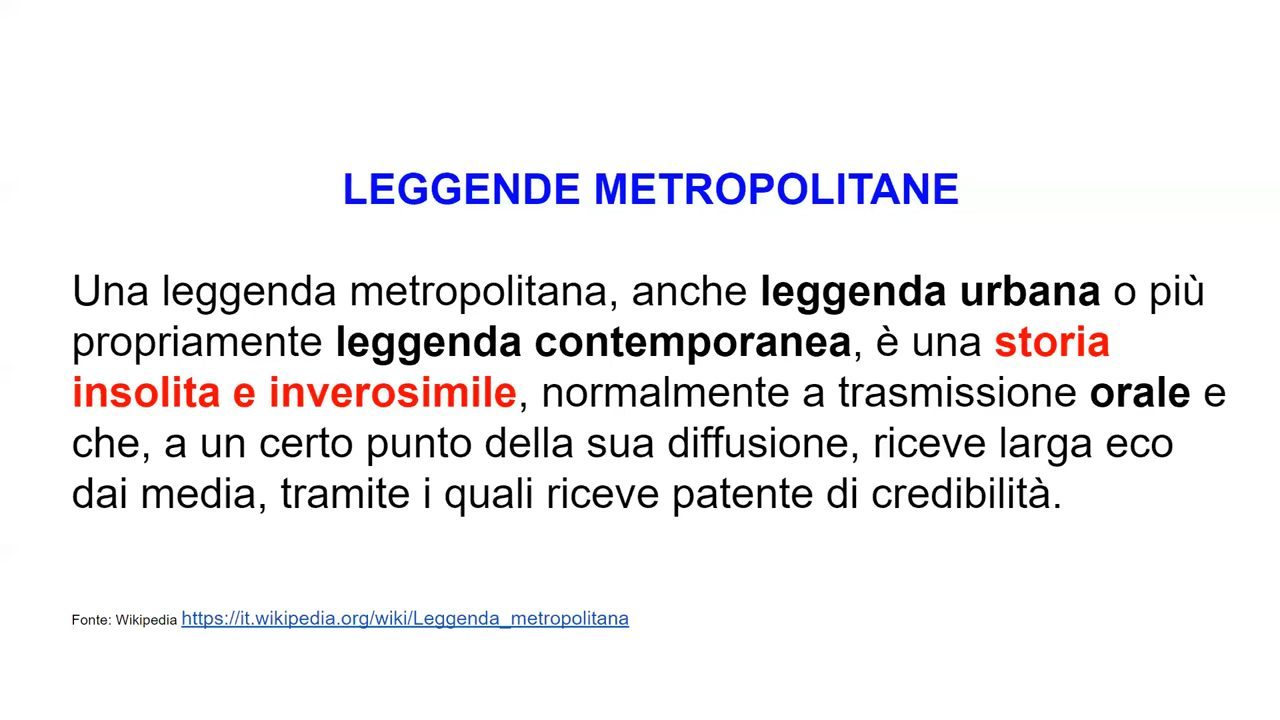 LEGGENDE METROPOLITANE
Una leggenda metropolitana, anche leggenda urbana o più
propriamente leggenda contemporanea, è una storia
insolita e inverosimile, normalmente a trasmissione orale e
che, a un certo punto della sua diffusione, riceve larga eco
dai media, tramite i quali riceve patente di credibilità.
Fonte: Wikipedia https://it.wikipedia.org/wiki/Leggenda_metropolitana